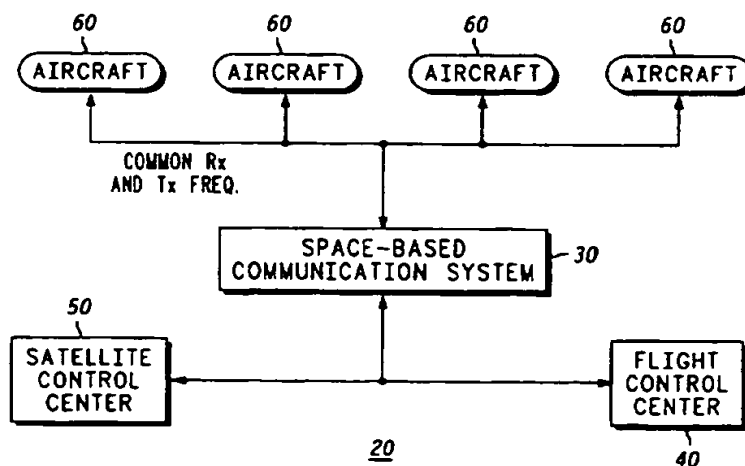 60 60 60 60
AIRCRAFT AIRCRAFT AIRCRAFT AIRCRAFT
COMMON Rx
AND Tx FREQ.
SPACE-BASED
COMMUNICATION SYSTEM
30
50
SATELLITE
CONTROL
CENTER
FLIGHT
CONTROL
CENTER
20
40